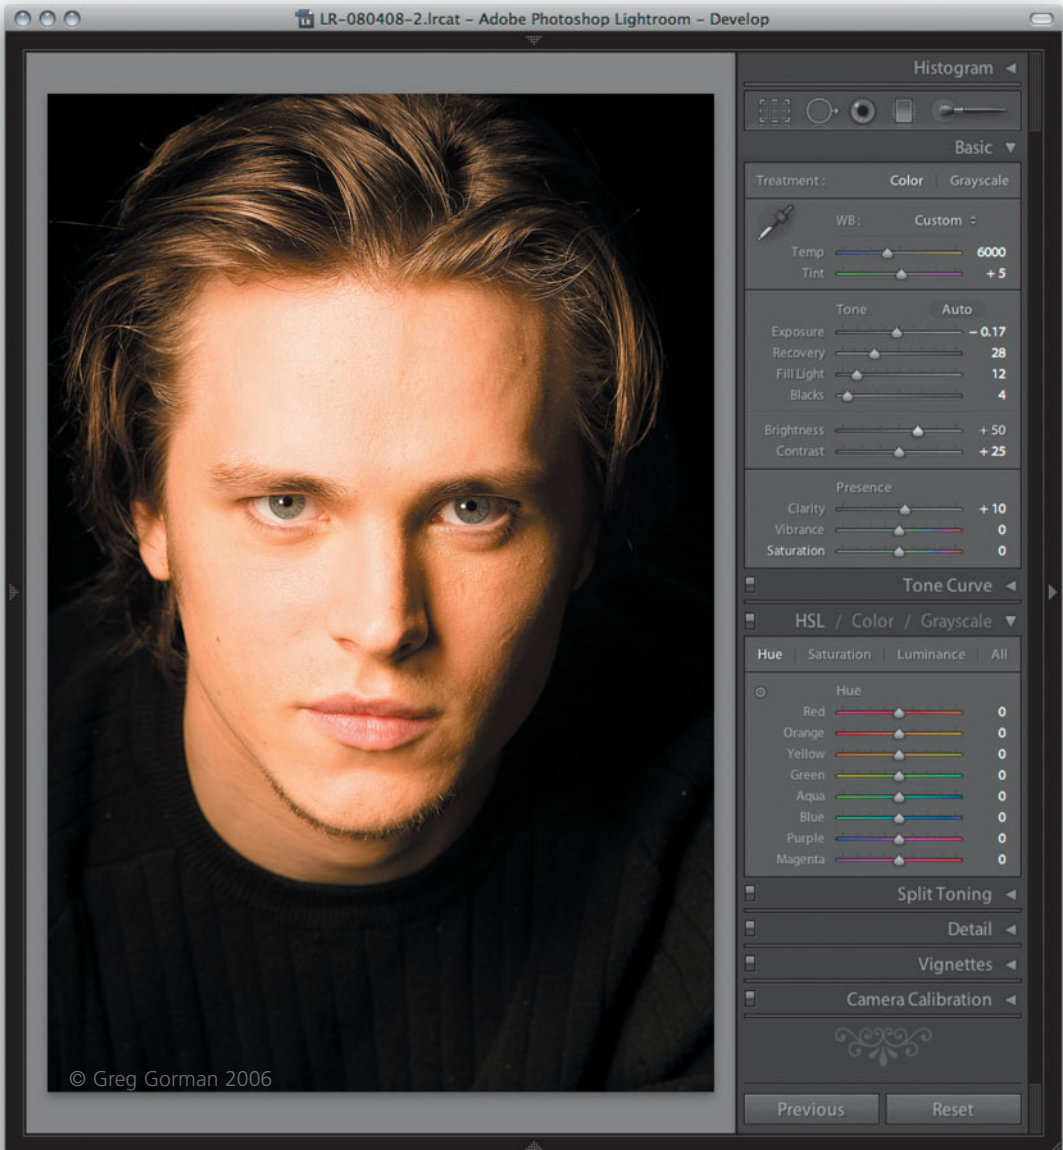 LR-080408-2.lrcat – Adobe Photoshop Lightroom – Develop
Histogram
Basic
Treatment : Color Grayscale
WB : Custom
Temp 6000
Tint + 5
Tone Auto
Exposure – 0.17
Recovery 28
Fill Light 12
Blacks 4
Brightness + 50
Contrast + 25
Presence
Clarity + 10
Vibrance 0
Saturation 0
Tone Curve
HSL / Color / Grayscale
Hue Saturation Luminance All
Hue
Red 0
Orange 0
Yellow 0
Green 0
Aqua 0
Blue 0
Purple 0
Magenta 0
Split Toning
Detail
Vignettes
Camera Calibration
© Greg Gorman 2006
Previous Reset